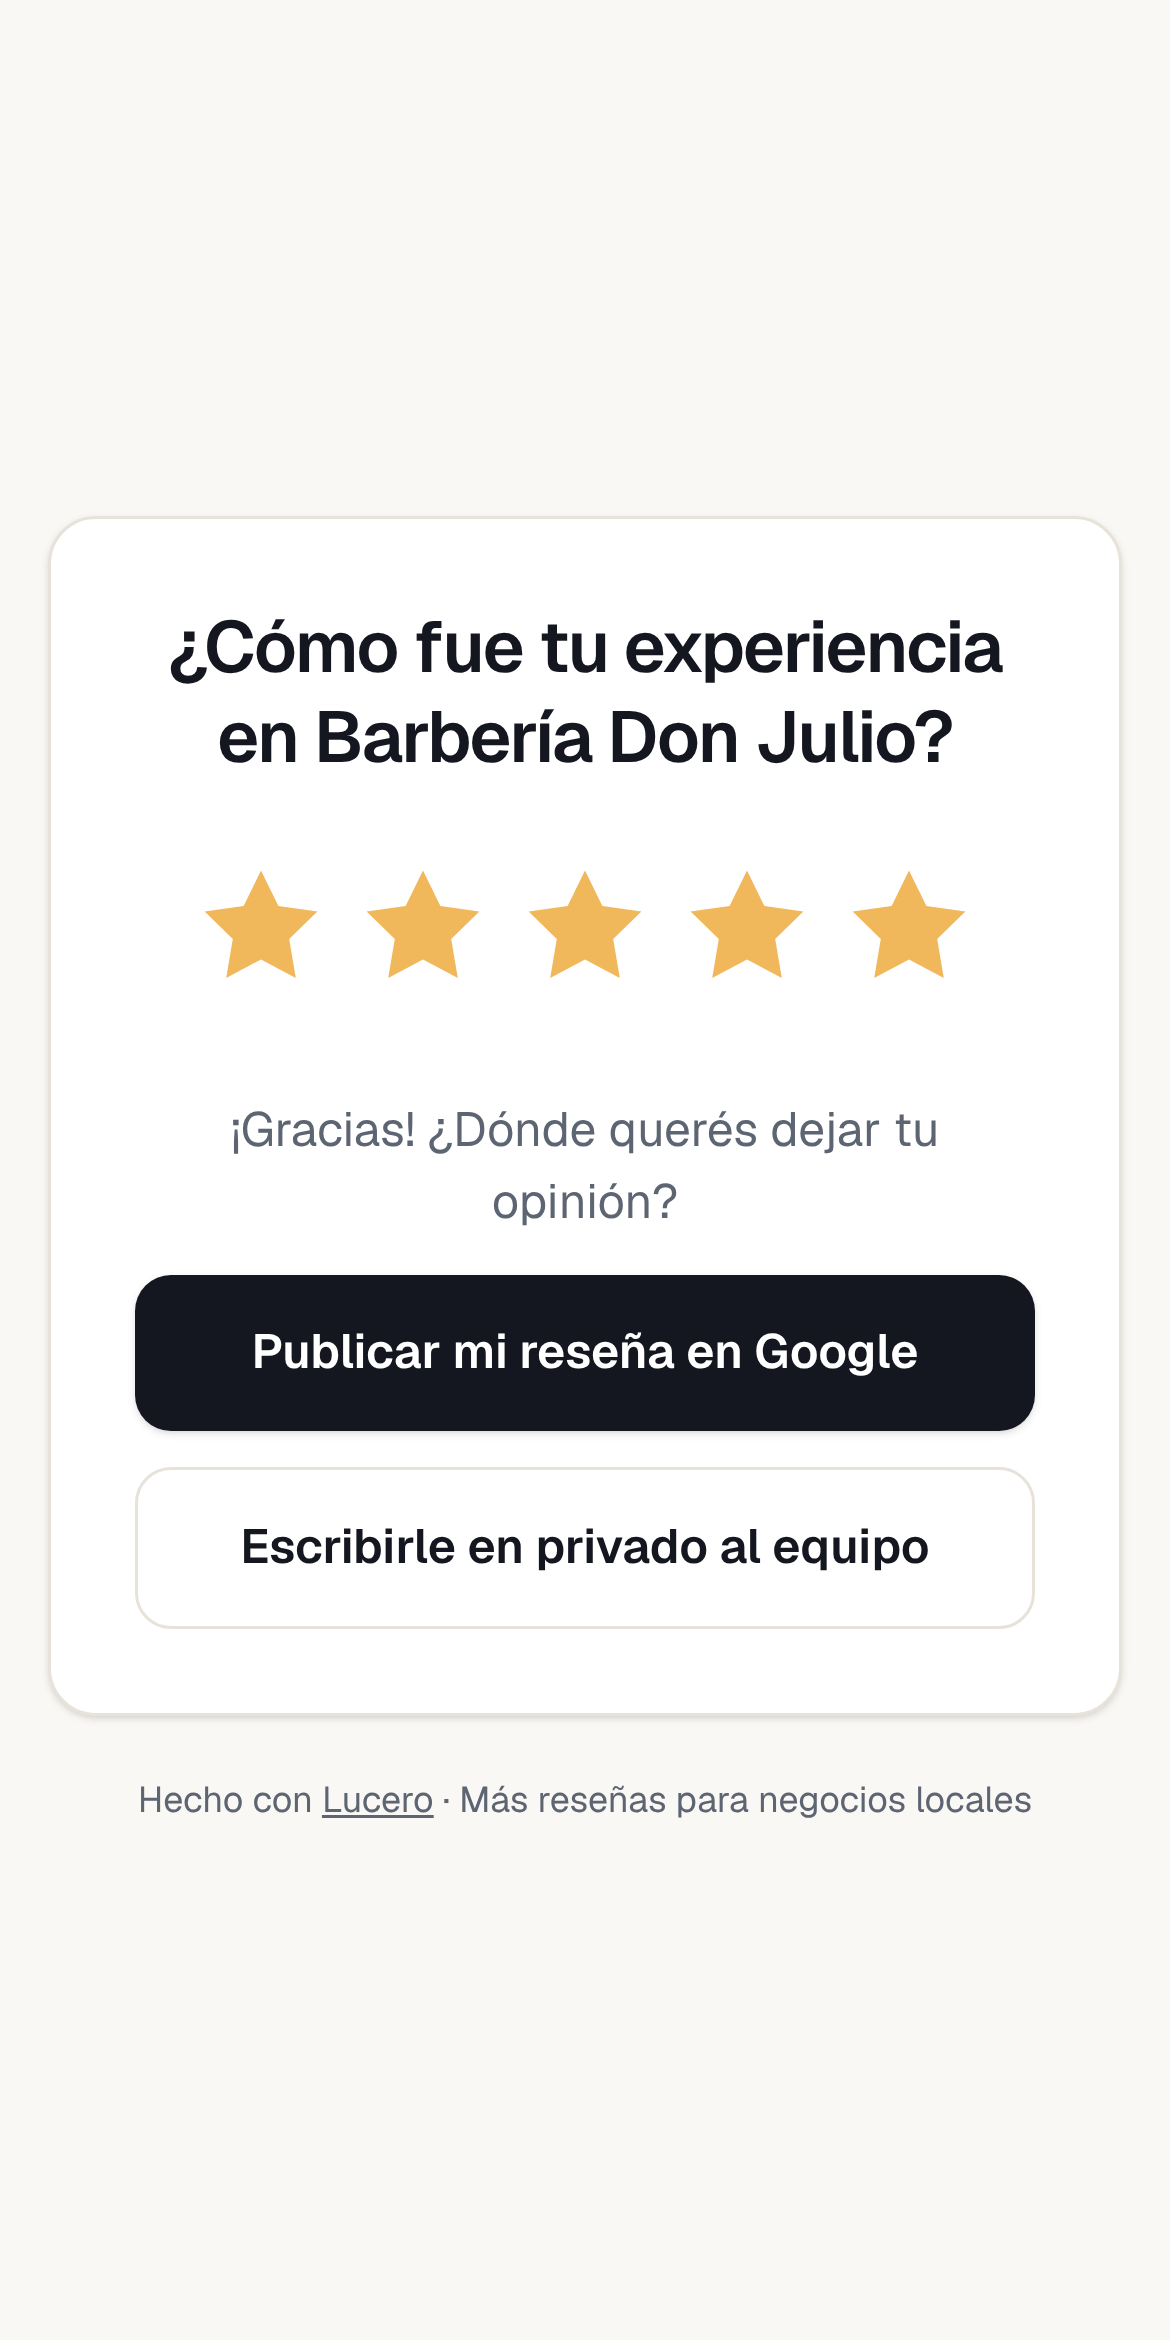 ¿Cómo fue tu experiencia
en Barbería Don Julio?
¡Gracias! ¿Dónde querés dejar tu
opinión?
Publicar mi reseña en Google
Escribirle en privado al equipo
Hecho con Lucero · Más reseñas para negocios locales